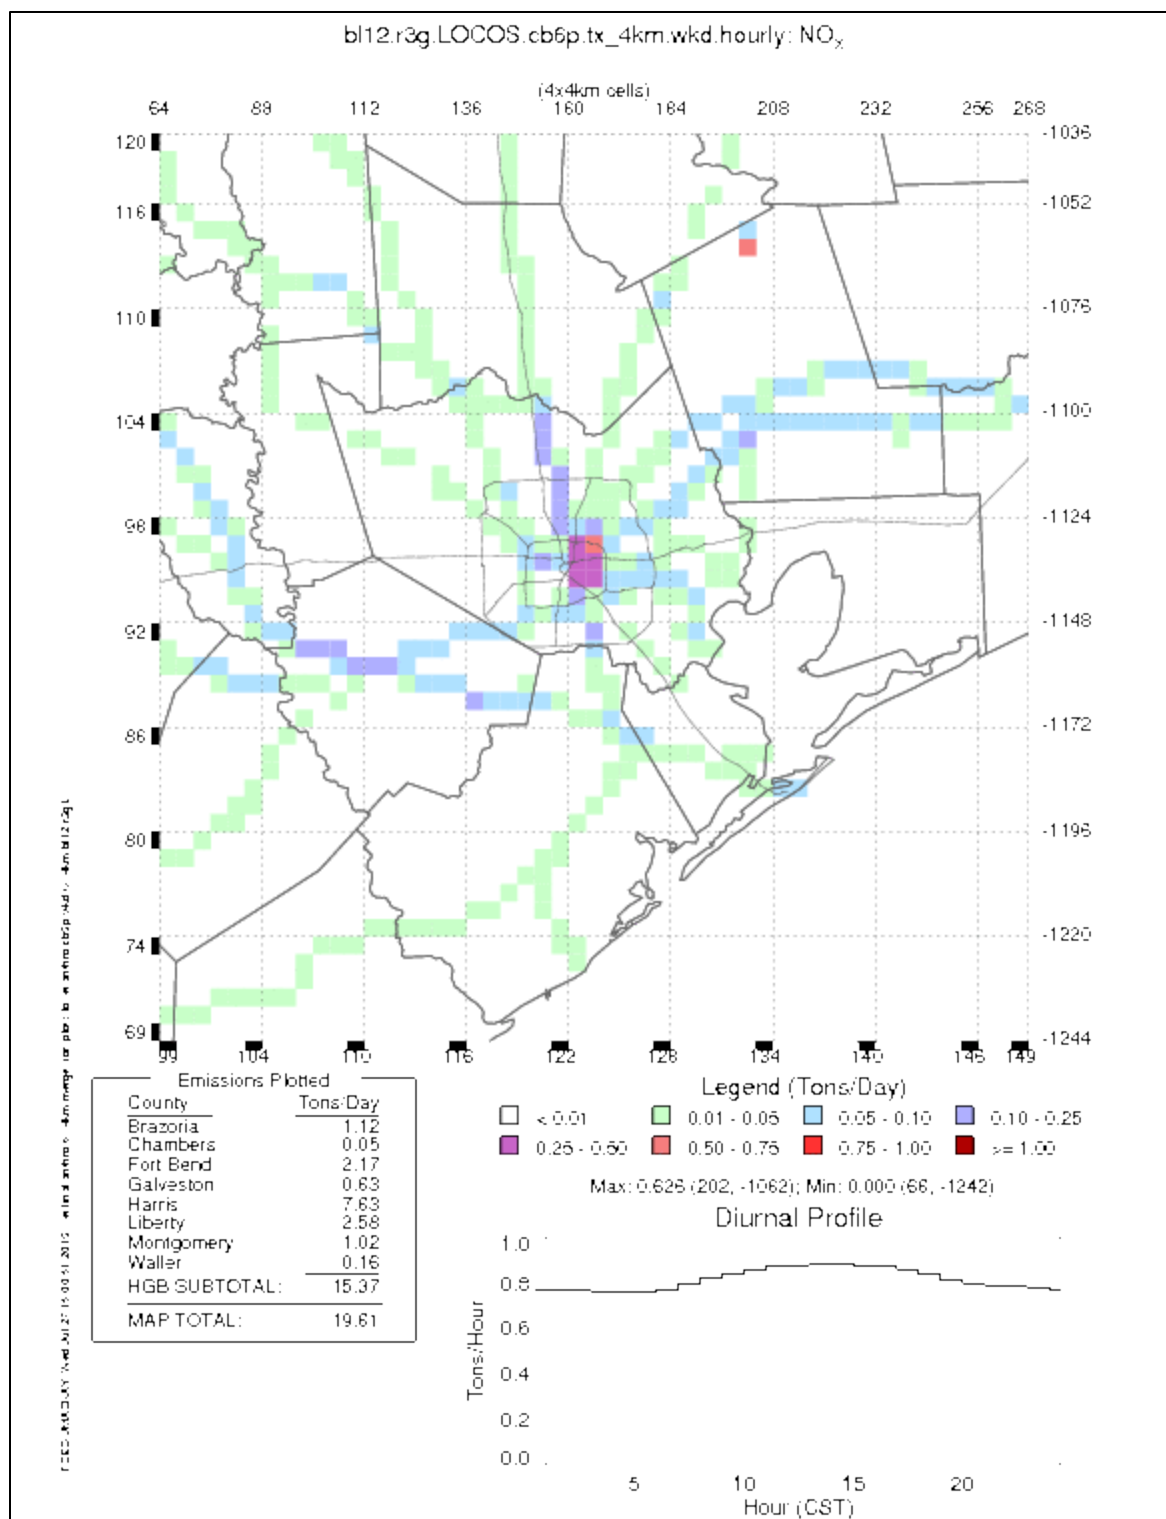 bl12.r3g.LOCOS.cb6p.tx_4km.wkd.hourly: NOX
(4x4km cells)
64 88 112 136 160 184 208 232 256 268
120 -1036
116 -1052
110 -1076
104 -1100
98 -1124
92 -1148
86 -1172
80 -1196
74 -1220
69 -1244
99 104 110 116 122 128 134 140 146 149
Emissions Plotted
County Tons/Day
Brazoria 1.12
Chambers 0.05
Fort Bend 2.17
Galveston 0.63
Harris 7.63
Liberty 2.58
Montgomery 1.02
Waller 0.16
HGB SUBTOTAL: 15.37
MAP TOTAL: 19.61
Legend (Tons/Day)
< 0.01 0.01 - 0.05 0.05 - 0.10 0.10 - 0.25
0.25 - 0.50 0.50 - 0.75 0.75 - 1.00 >= 1.00
Max: 0.626 (202, -1062); Min: 0.000 (66, -1242)
Diurnal Profile
Tons/Hour
1.0
0.8
0.6
0.4
0.2
0.0
5 10 15 20
Hour (CST)